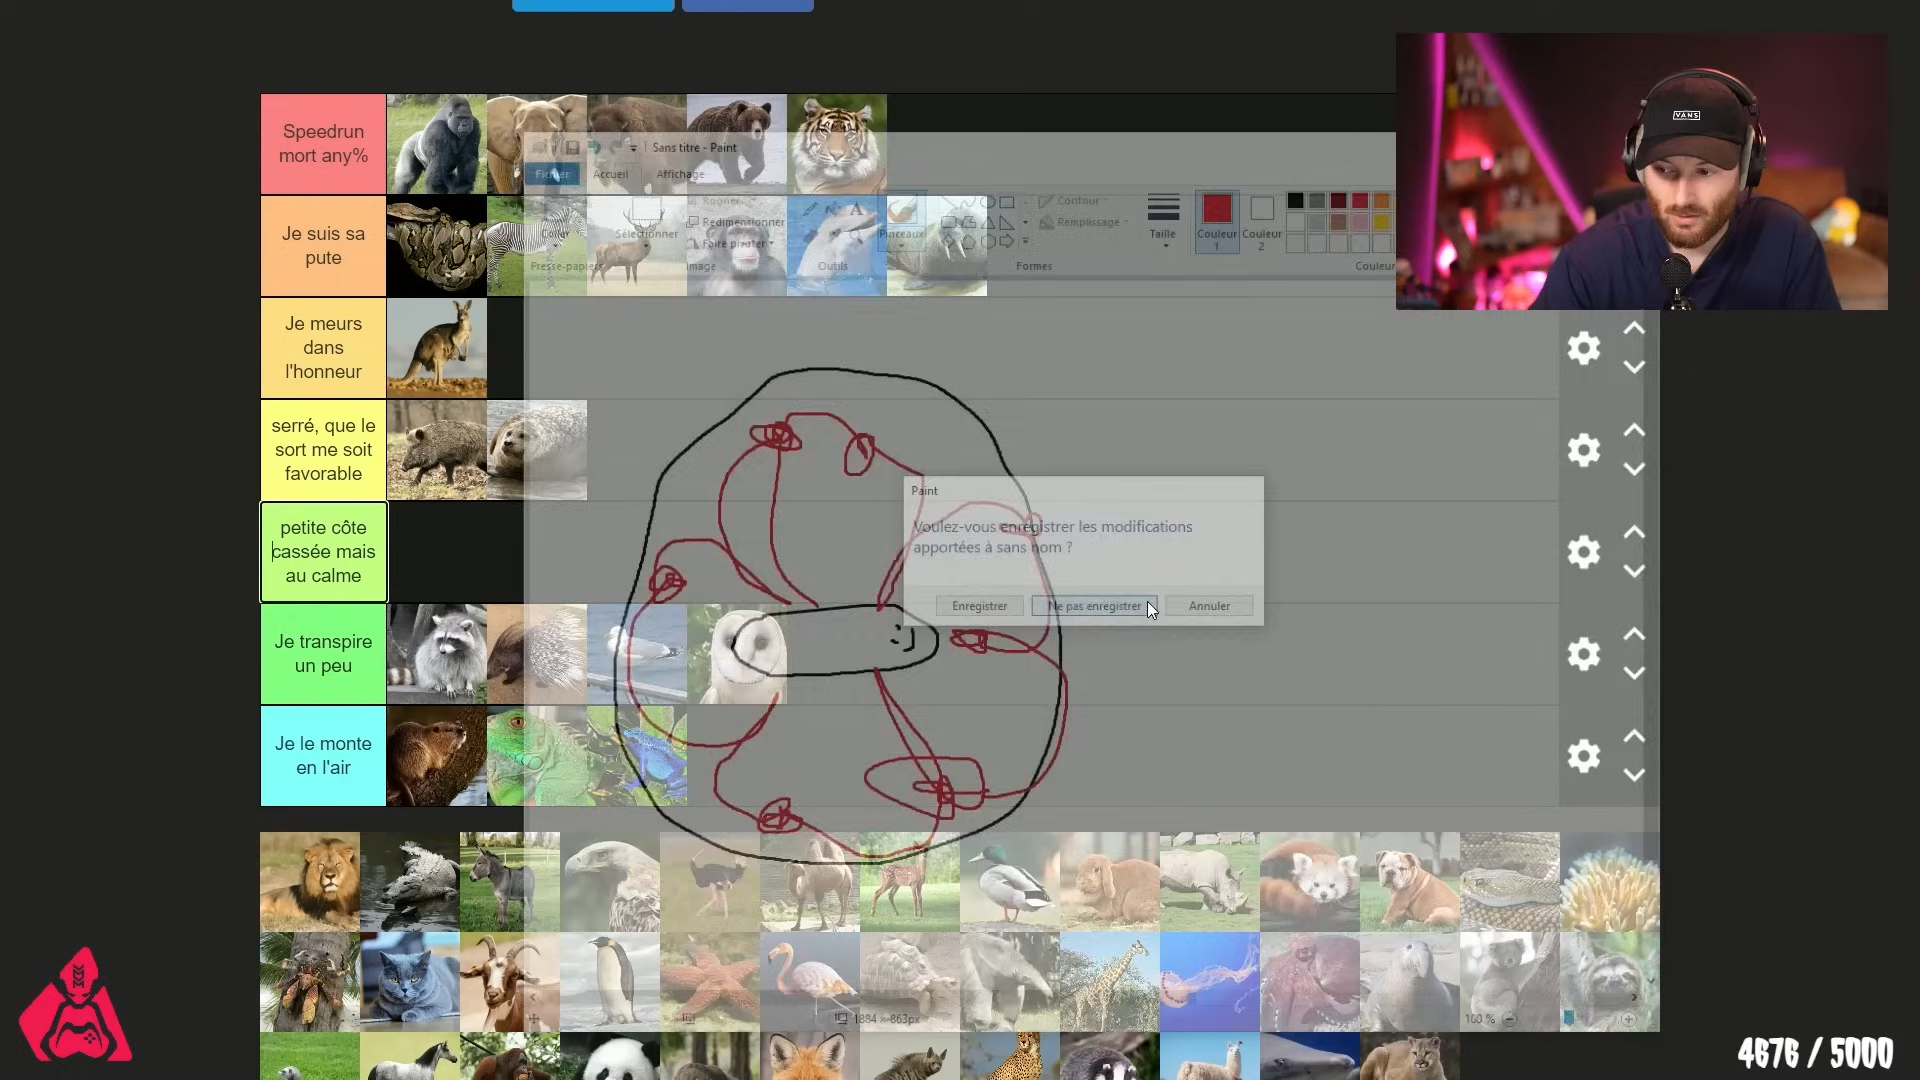 VANS
Speedrun
mort any%
Sans titre - Paint
Fichier
Accueil
Affichage
Je suis sa
pute
Coller
Sélectionner
Rogner
Redimensionner
Faire pivoter
Pinceaux
Contour
Remplissage
Taille
Couleur
1
Couleur
2
Presse-papiers
Image
Outils
Formes
Couleur
Je meurs
dans
l'honneur
serré, que le
sort me soit
favorable
Paint
Voulez-vous enregistrer les modifications
apportées à sans nom ?
Enregistrer
Ne pas enregistrer
Annuler
petite côte
cassée mais
au calme
Je transpire
un peu
Je le monte
en l'air
1884 × 863px
100 %
4676 / 5000